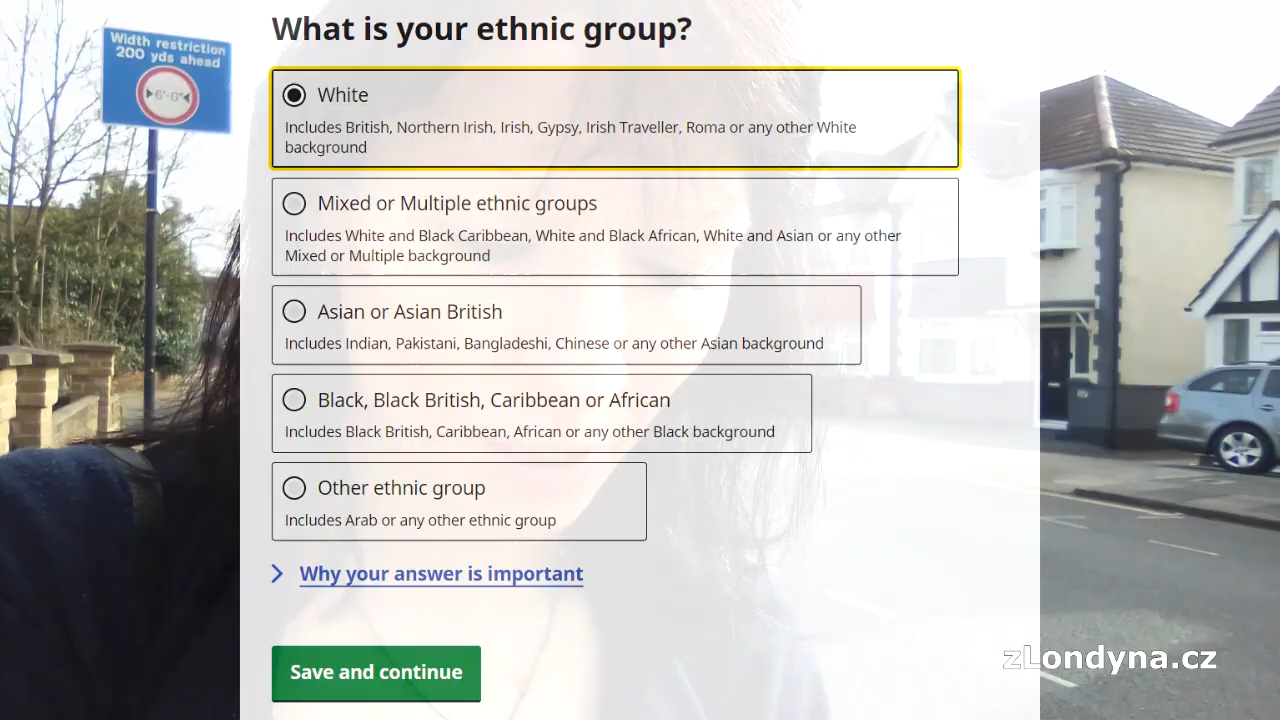 Width restriction
200 yds ahead
6'-0"
What is your ethnic group?
White
Includes British, Northern Irish, Irish, Gypsy, Irish Traveller, Roma or any other White
background
Mixed or Multiple ethnic groups
Includes White and Black Caribbean, White and Black African, White and Asian or any other
Mixed or Multiple background
Asian or Asian British
Includes Indian, Pakistani, Bangladeshi, Chinese or any other Asian background
Black, Black British, Caribbean or African
Includes Black British, Caribbean, African or any other Black background
Other ethnic group
Includes Arab or any other ethnic group
Why your answer is important
Save and continue
zLondyna.cz